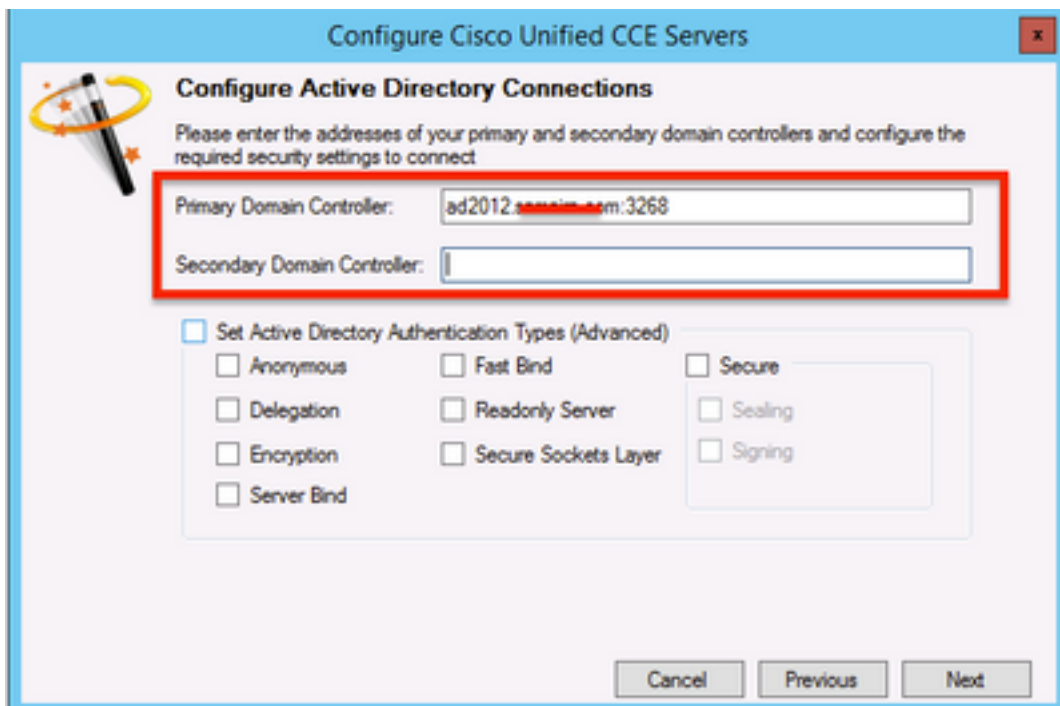 Configure Cisco Unified CCE Servers
x
Configure Active Directory Connections
Please enter the addresses of your primary and secondary domain controllers and configure the
required security settings to connect
Primary Domain Controller: ad2012. om:3268
Secondary Domain Controller:
Set Active Directory Authentication Types (Advanced)
Anonymous Fast Bind Secure
Delegation Readonly Server Sealing
Encryption Secure Sockets Layer Signing
Server Bind
Cancel Previous Next